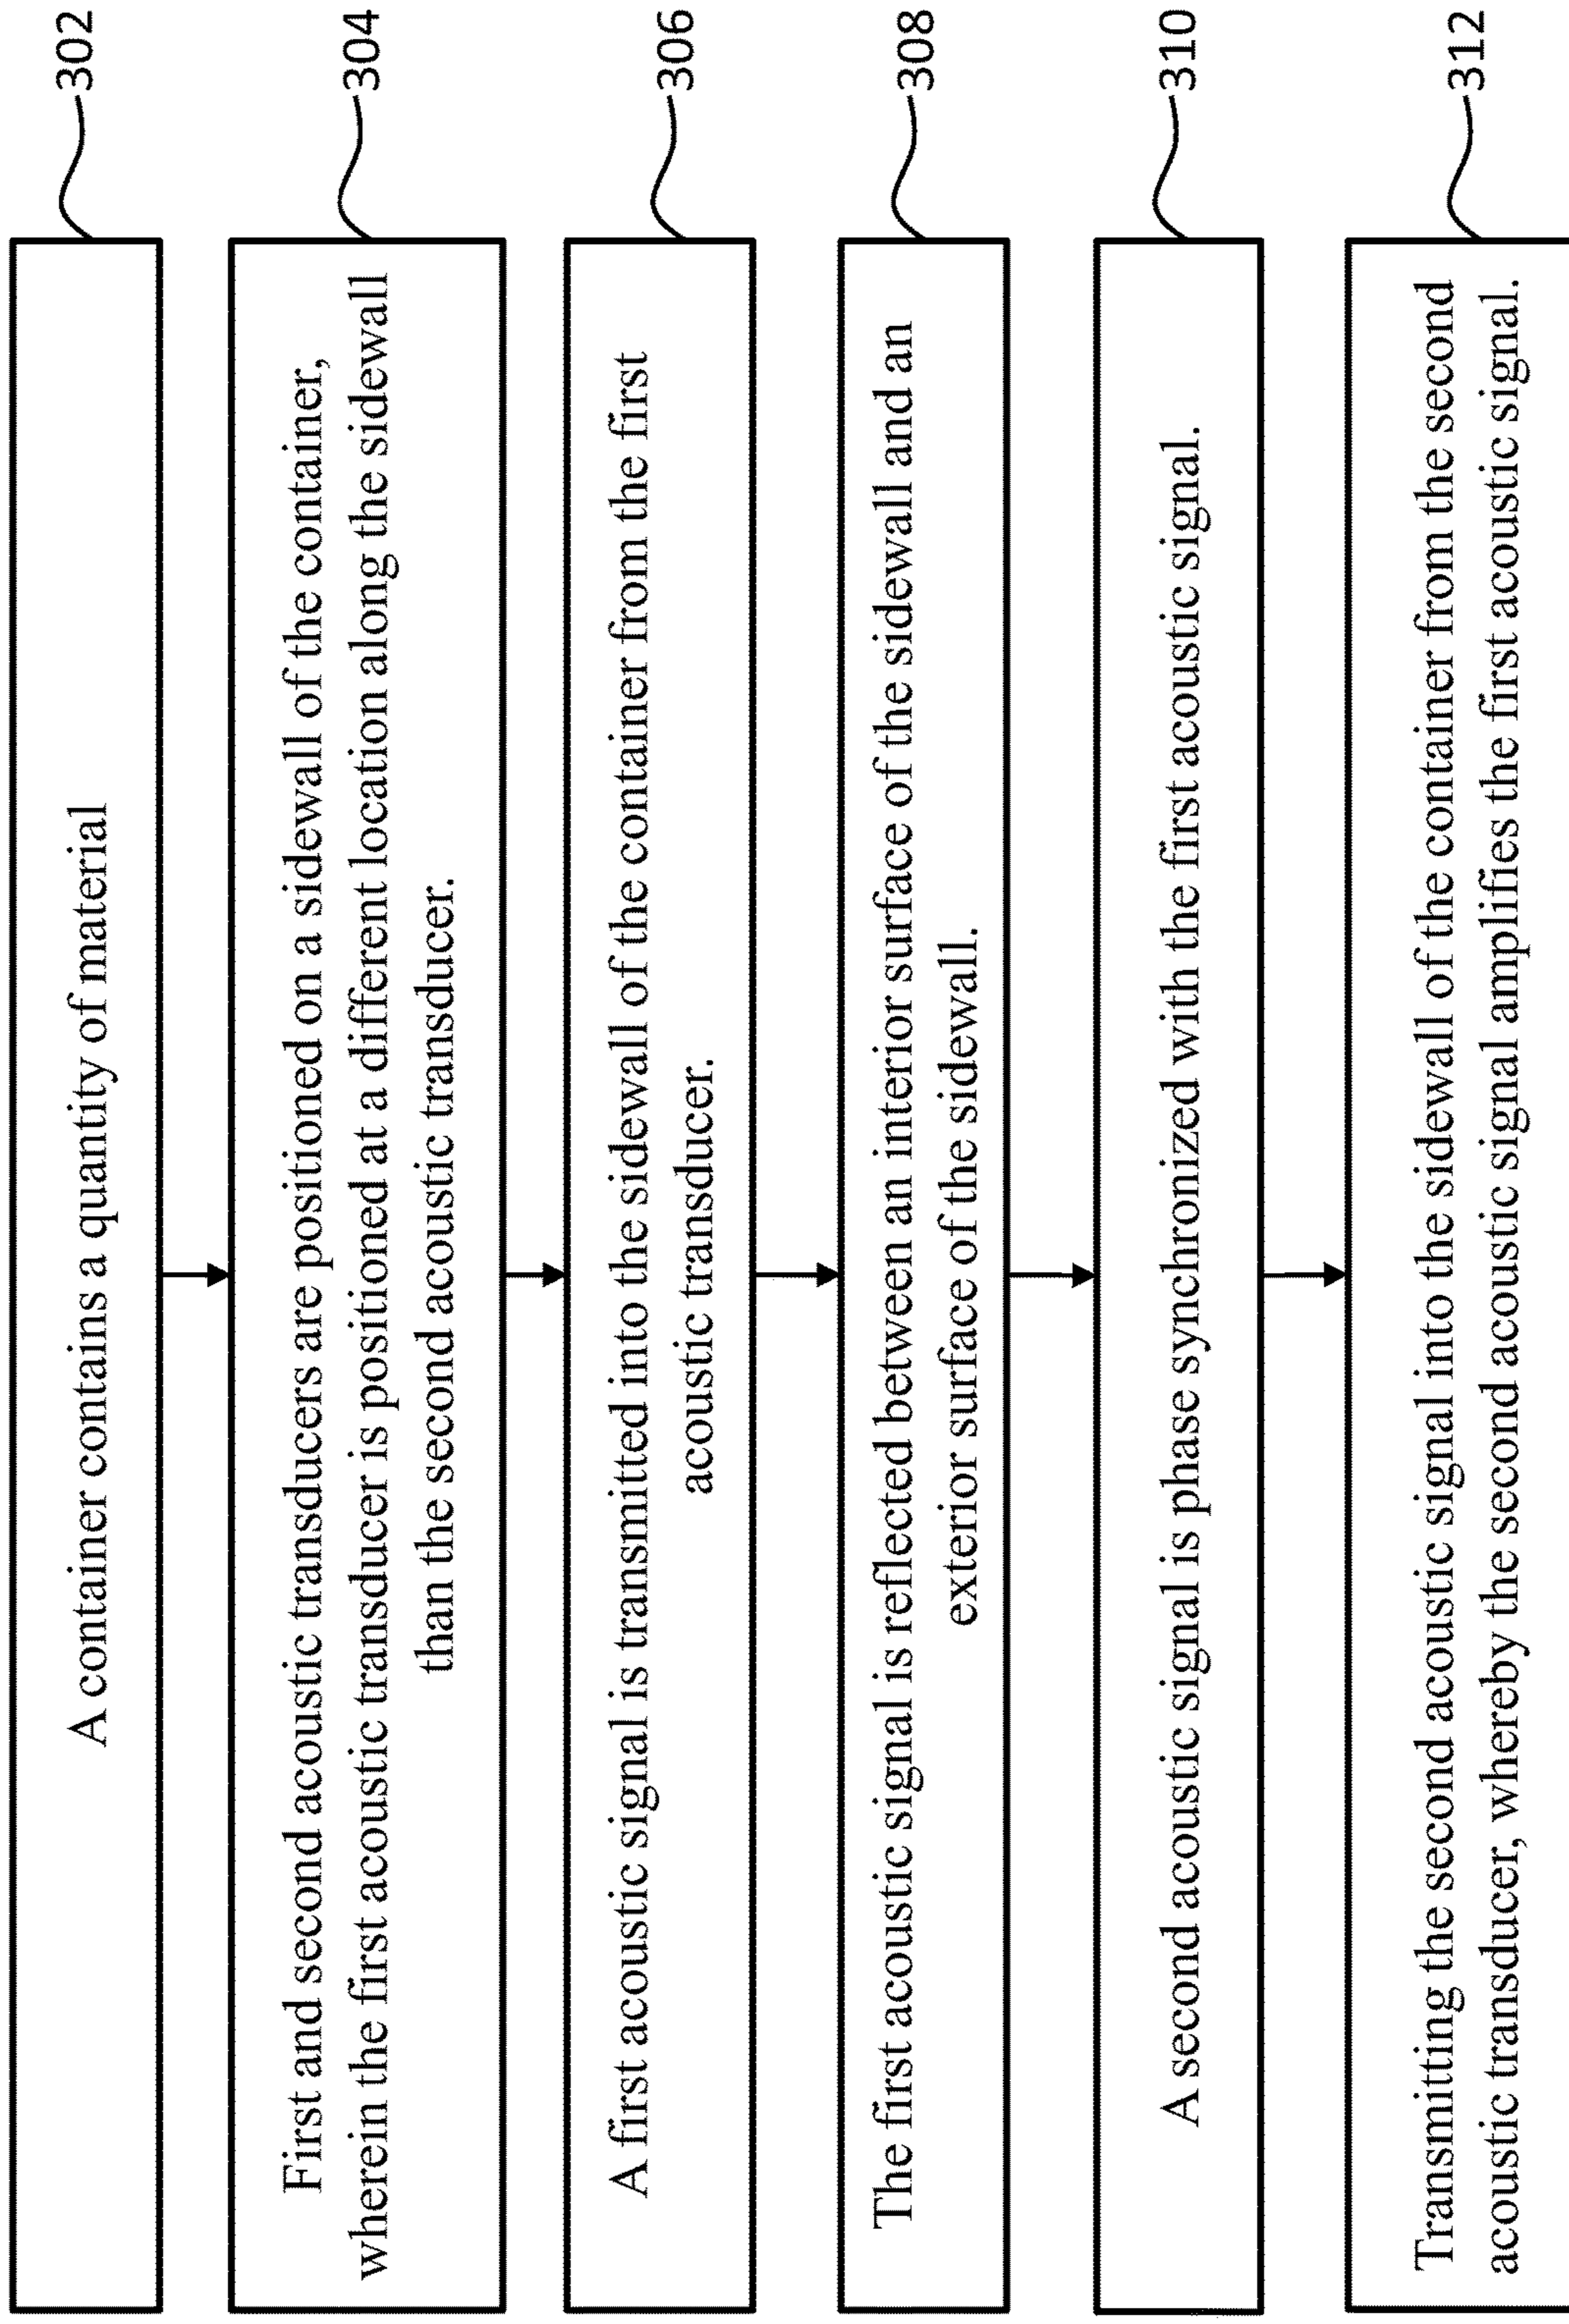 A container contains a quantity of material
302
First and second acoustic transducers are positioned on a sidewall of the container,
wherein the first acoustic transducer is positioned at a different location along the sidewall
than the second acoustic transducer.
304
A first acoustic signal is transmitted into the sidewall of the container from the first
acoustic transducer.
306
The first acoustic signal is reflected between an interior surface of the sidewall and an
exterior surface of the sidewall.
308
A second acoustic signal is phase synchronized with the first acoustic signal.
310
Transmitting the second acoustic signal into the sidewall of the container from the second
acoustic transducer, whereby the second acoustic signal amplifies the first acoustic signal.
312